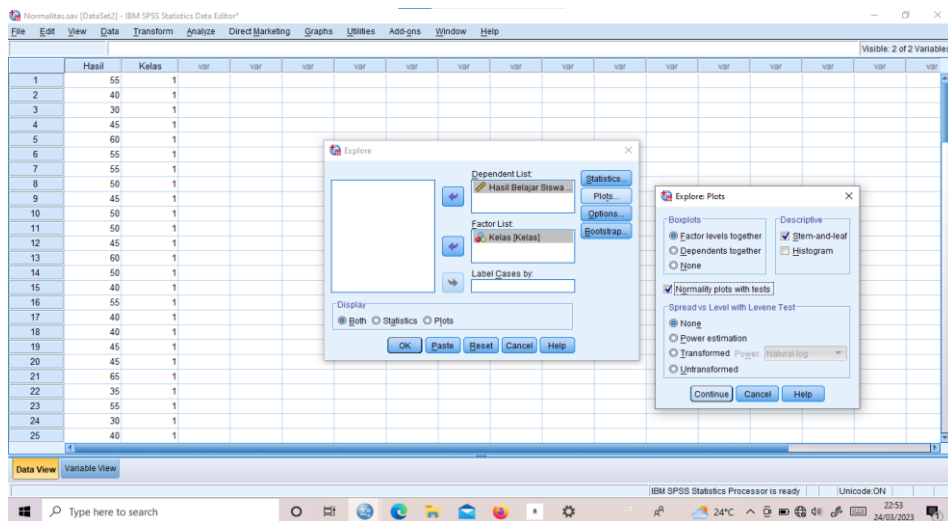 Normalitas.sav [DataSet2] - IBM SPSS Statistics Data Editor*
File Edit View Data Transform Analyze Direct Marketing Graphs Utilities Add-ons Window Help
Visible: 2 of 2 Variables
Hasil Kelas var var var var var var var var var var var var var var var
1 55 1
2 40 1
3 30 1
4 45 1
5 60 1
6 55 1
7 55 1
8 50 1
9 45 1
10 50 1
11 50 1
12 45 1
13 60 1
14 50 1
15 40 1
16 55 1
17 40 1
18 40 1
19 45 1
20 45 1
21 65 1
22 35 1
23 55 1
24 30 1
25 40 1
Explore
Dependent List:
Hasil Belajar Siswa ...
Factor List:
Kelas [Kelas]
Label Cases by:
Statistics...
Plots...
Options...
Bootstrap...
Display
Both Statistics Plots
OK Paste Reset Cancel Help
Explore: Plots
Boxplots
Factor levels together
Dependents together
None
Descriptive
Stem-and-leaf
Histogram
Normality plots with tests
Spread vs Level with Levene Test
None
Power estimation
Transformed Power: Natural log
Untransformed
Continue Cancel Help
Data View Variable View
IBM SPSS Statistics Processor is ready Unicode:ON
Type here to search
24°C
22:53
24/03/2023